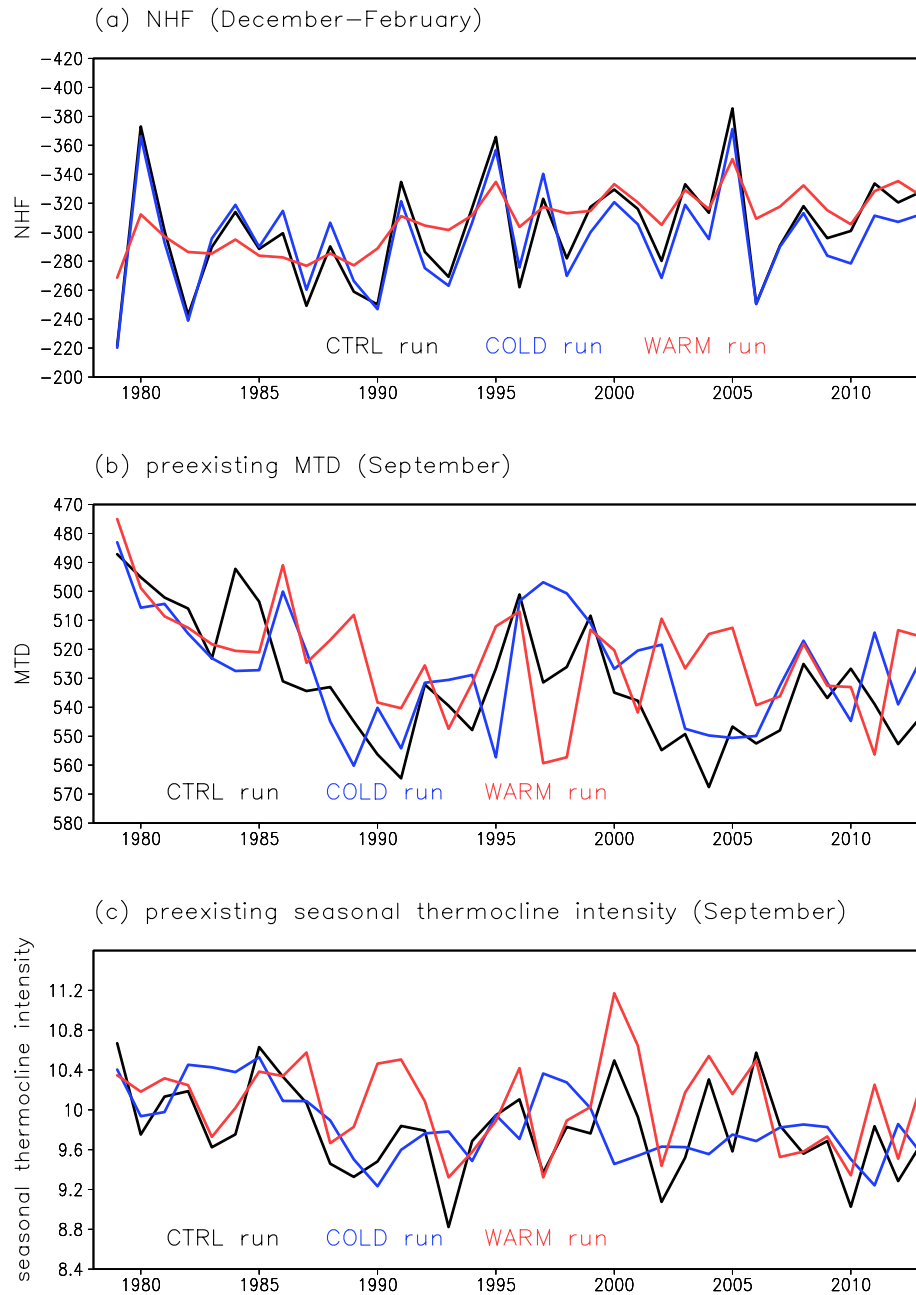 (a) NHF (December−February)
−420
−400
−380
−360
−340
−320
−300
−280
−260
−240
−220
−200
NHF
CTRL run COLD run WARM run
1980 1985 1990 1995 2000 2005 2010
(b) preexisting MTD (September)
470
480
490
500
510
520
530
540
550
560
570
580
MTD
CTRL run COLD run WARM run
1980 1985 1990 1995 2000 2005 2010
(c) preexisting seasonal thermocline intensity (September)
11.2
10.8
10.4
10
9.6
9.2
8.8
8.4
seasonal thermocline intensity
CTRL run COLD run WARM run
1980 1985 1990 1995 2000 2005 2010